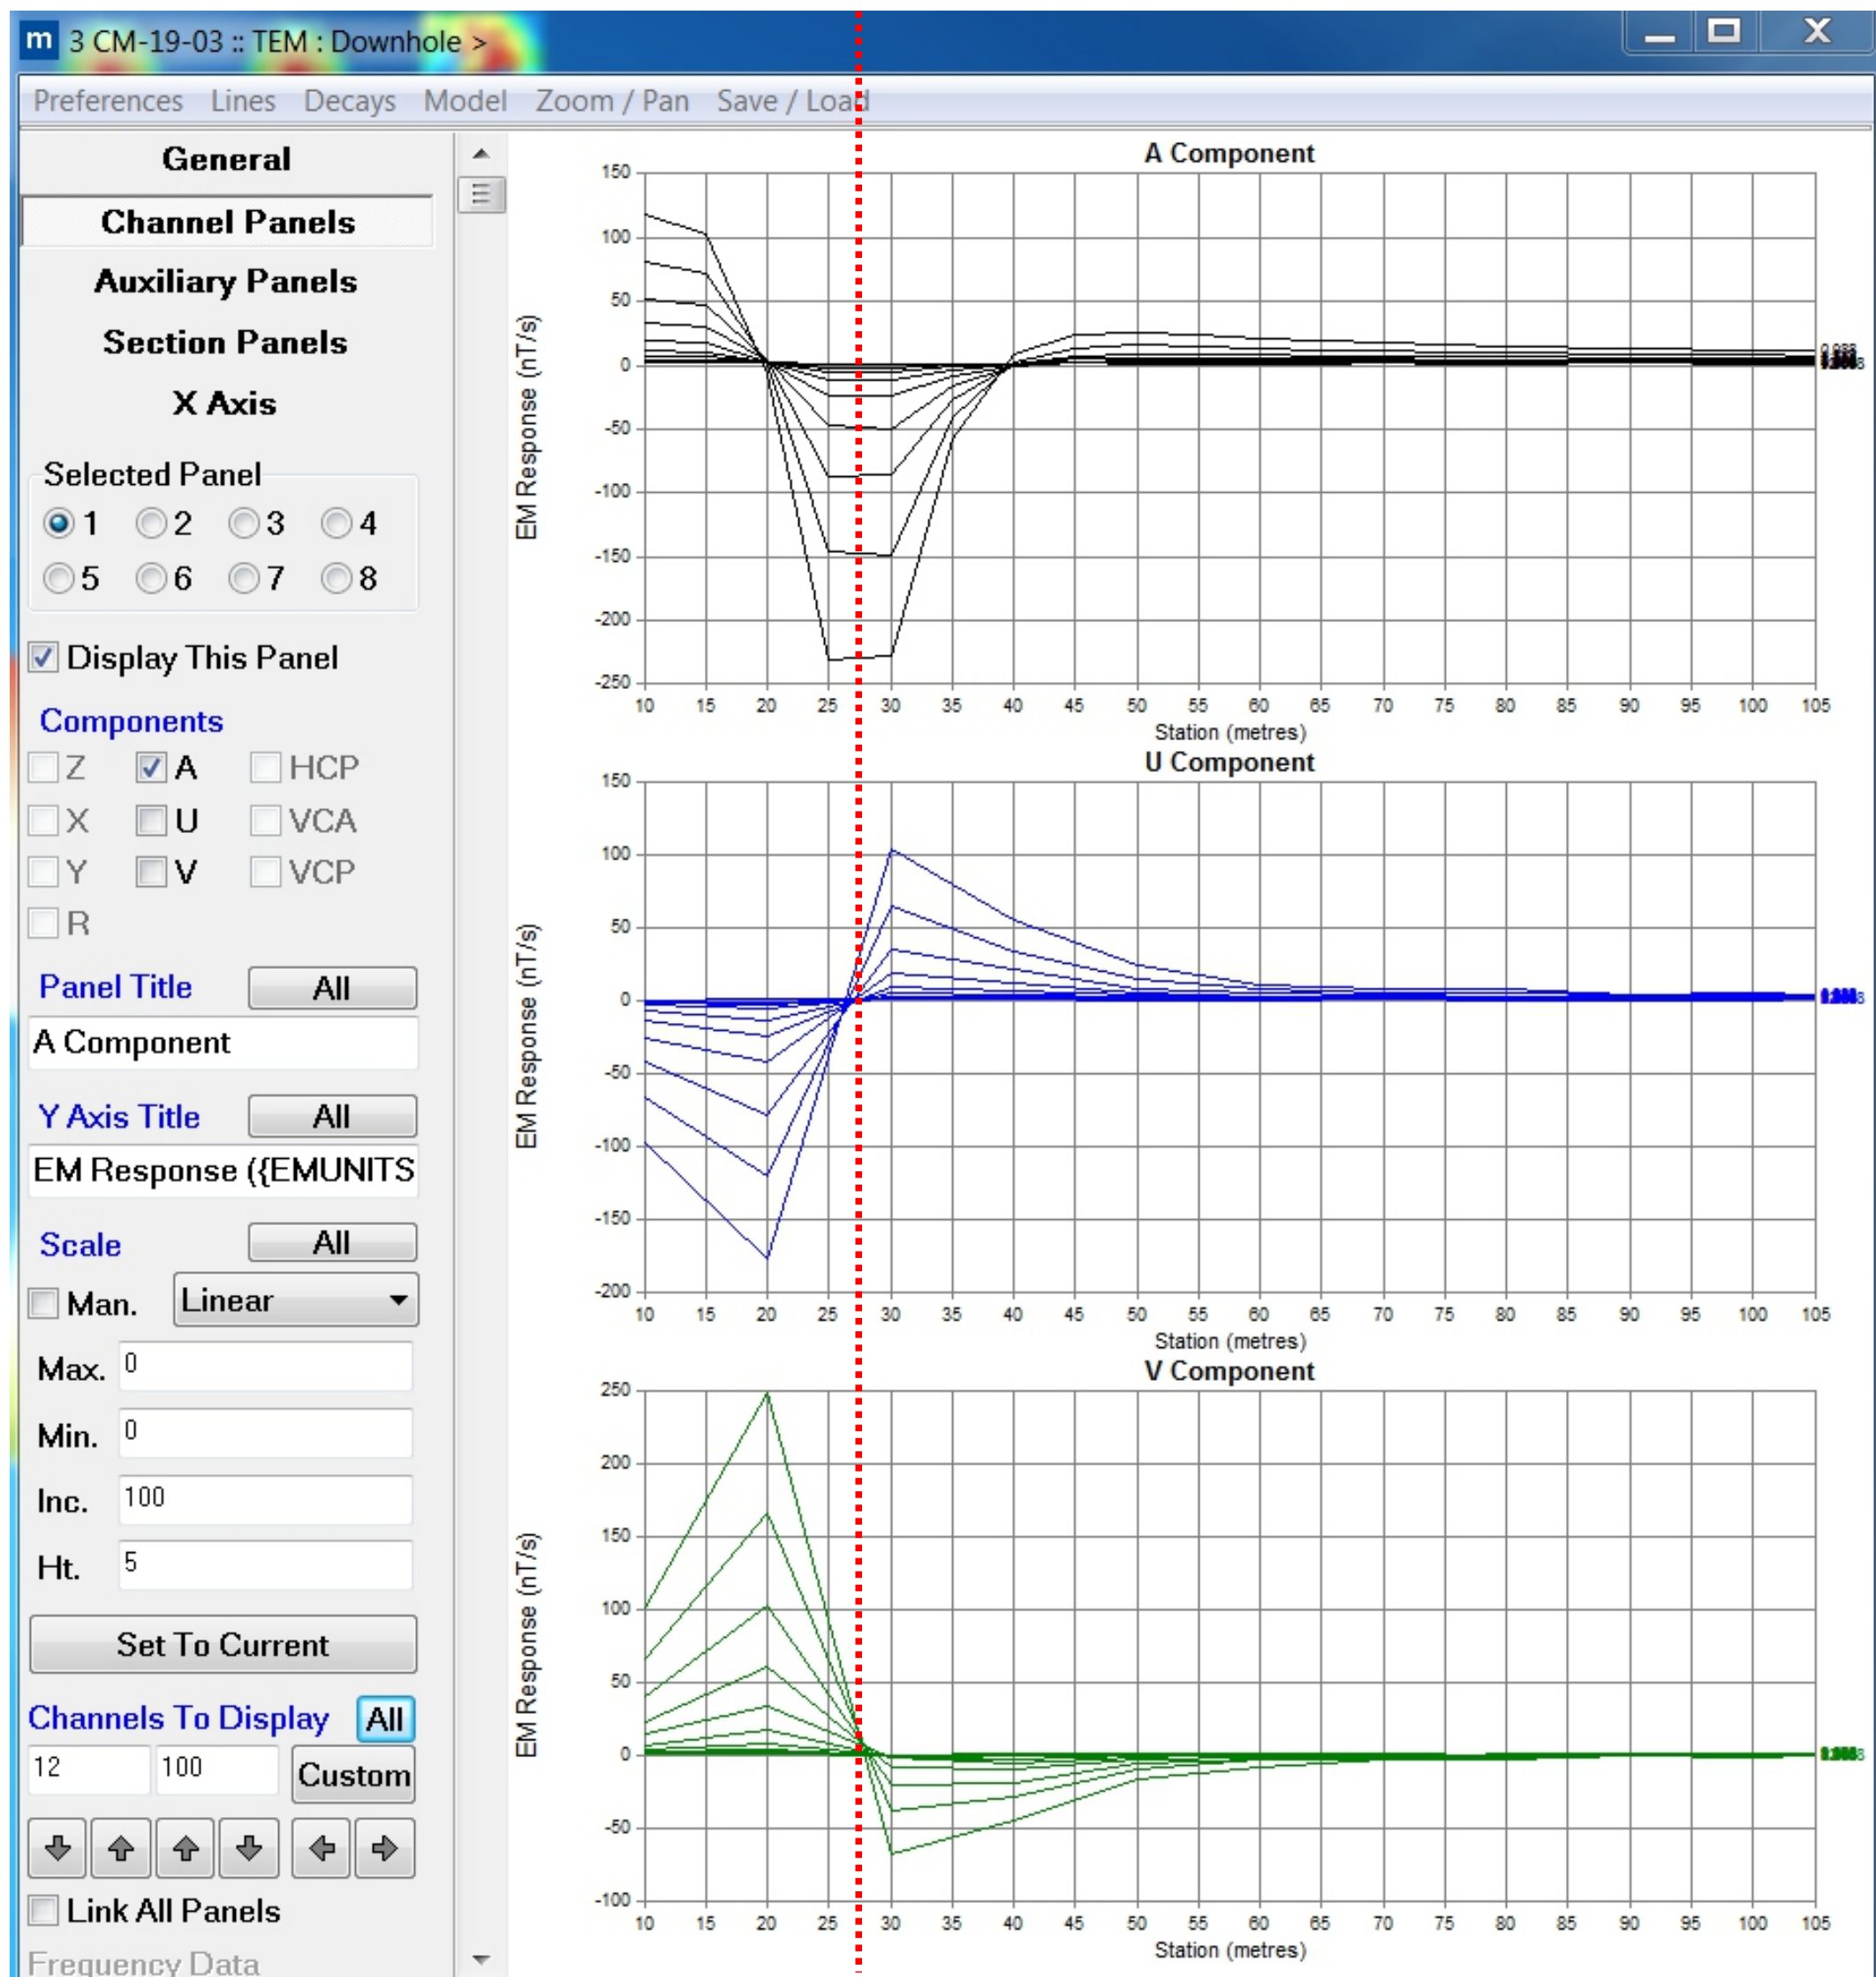 m 3 CM-19-03 :: TEM : Downhole >
Preferences Lines Decays Model Zoom / Pan Save / Load
General
Channel Panels
Auxiliary Panels
Section Panels
X Axis
Selected Panel
1 2 3 4
5 6 7 8
Display This Panel
Components
Z A HCP
X U VCA
Y V VCP
R
Panel Title All
A Component
Y Axis Title All
EM Response ({EMUNITS
Scale All
Man. Linear
Max. 0
Min. 0
Inc. 100
Ht. 5
Set To Current
Channels To Display All
12 100 Custom
Link All Panels
Frequency Data
A Component
EM Response (nT/s)
150
100
50
0
-50
-100
-150
-200
-250
10 15 20 25 30 35 40 45 50 55 60 65 70 75 80 85 90 95 100 105
Station (metres)
U Component
EM Response (nT/s)
150
100
50
0
-50
-100
-150
-200
10 15 20 25 30 35 40 45 50 55 60 65 70 75 80 85 90 95 100 105
Station (metres)
V Component
EM Response (nT/s)
250
200
150
100
50
0
-50
-100
10 15 20 25 30 35 40 45 50 55 60 65 70 75 80 85 90 95 100 105
Station (metres)